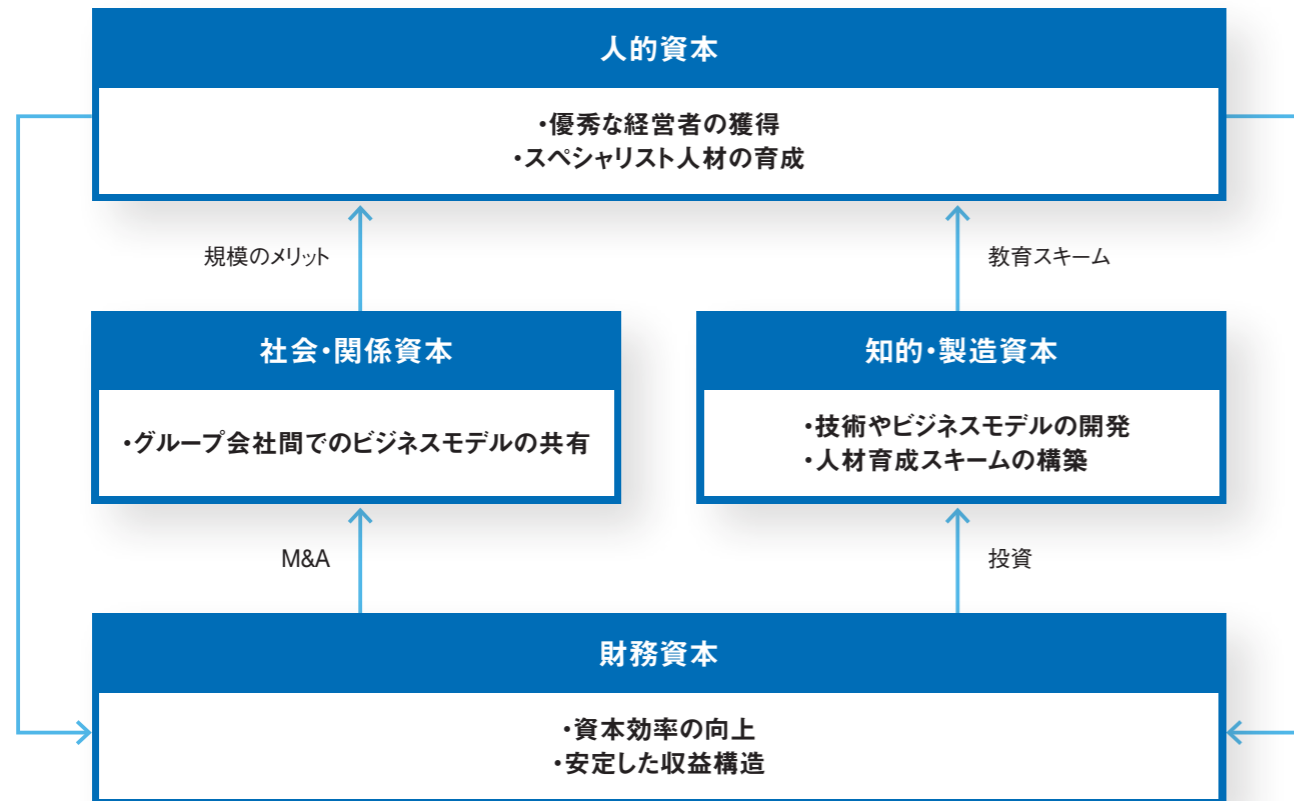 人的資本
・優秀な経営者の獲得
・スペシャリスト人材の育成
規模のメリット
教育スキーム
社会・関係資本
知的・製造資本
・グループ会社間でのビジネスモデルの共有
・技術やビジネスモデルの開発
・人材育成スキームの構築
M&A
投資
財務資本
・資本効率の向上
・安定した収益構造